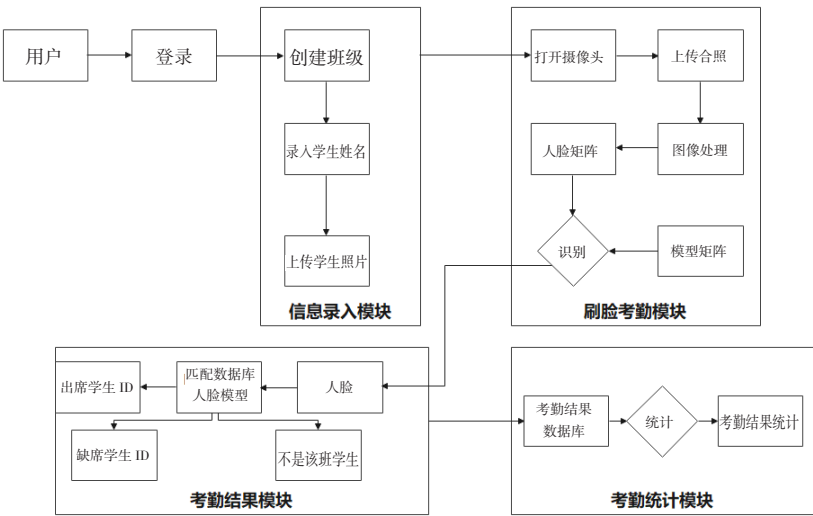 用户
登录
创建班级
录入学生姓名
上传学生照片
信息录入模块
打开摄像头
上传合照
人脸矩阵
图像处理
识别
模型矩阵
刷脸考勤模块
出席学生 ID
匹配数据库
人脸模型
人脸
缺席学生 ID
不是该班学生
考勤结果模块
考勤结果
数据库
统计
考勤结果统计
考勤统计模块